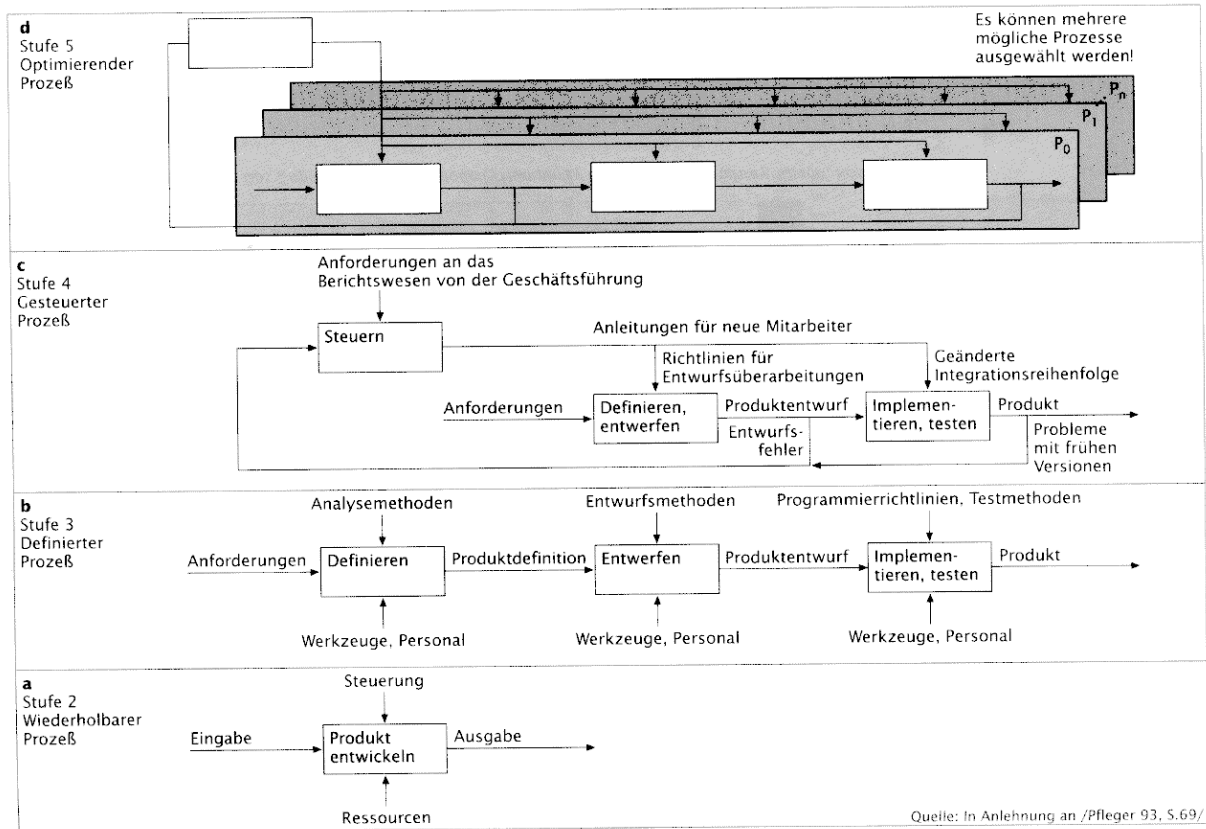 d
Stufe 5
Optimierender
Prozeß
Es können mehrere
mögliche Prozesse
ausgewählt werden!
Pn
P1
P0
c
Stufe 4
Gesteuerter
Prozeß
Anforderungen an das
Berichtswesen von der Geschäftsführung
Steuern
Anleitungen für neue Mitarbeiter
Richtlinien für
Entwurfsüberarbeitungen
Geänderte
Integrationsreihenfolge
Anforderungen
Definieren,
entwerfen
Produktentwurf
Entwurfs-
fehler
Implemen-
tieren, testen
Produkt
Probleme
mit frühen
Versionen
b
Stufe 3
Definierter
Prozeß
Analysemethoden
Entwurfsmethoden
Programmierrichtlinien, Testmethoden
Anforderungen
Definieren
Produktdefinition
Entwerfen
Produktentwurf
Implemen-
tieren, testen
Produkt
Werkzeuge, Personal
Werkzeuge, Personal
Werkzeuge, Personal
a
Stufe 2
Wiederholbarer
Prozeß
Steuerung
Eingabe
Produkt
entwickeln
Ausgabe
Ressourcen
Quelle: In Anlehnung an /Pfleger 93, S.69/